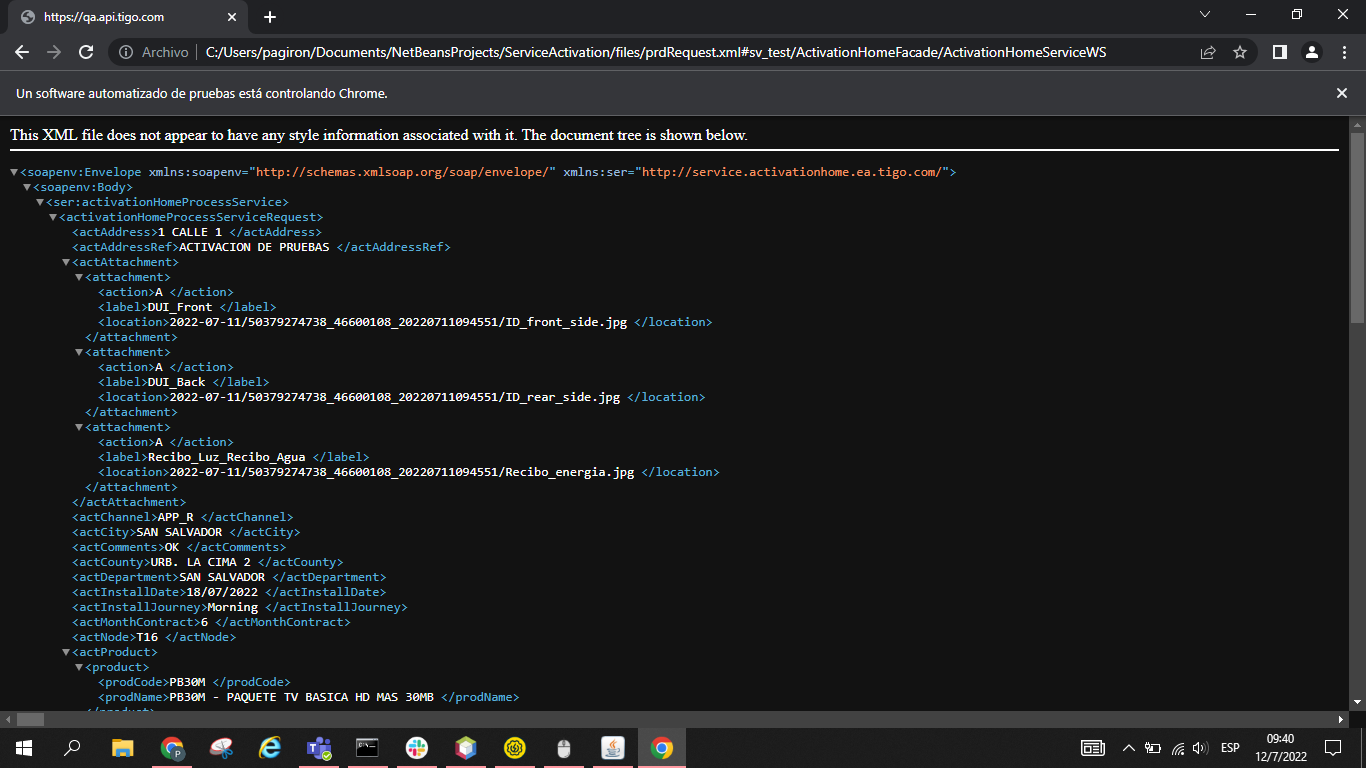 https://qa.api.tigo.com
Archivo C:/Users/pagiron/Documents/NetBeansProjects/ServiceActivation/files/prdRequest.xml#sv_test/ActivationHomeFacade/ActivationHomeServiceWS
Un software automatizado de pruebas está controlando Chrome.
This XML file does not appear to have any style information associated with it. The document tree is shown below.
<soapenv:Envelope xmlns:soapenv="http://schemas.xmlsoap.org/soap/envelope/" xmlns:ser="http://service.activationhome.ea.tigo.com/">
<soapenv:Body>
<ser:activationHomeProcessService>
<activationHomeProcessServiceRequest>
<actAddress>1 CALLE 1 </actAddress>
<actAddressRef>ACTIVACION DE PRUEBAS </actAddressRef>
<actAttachment>
<attachment>
<action>A </action>
<label>DUI_Front </label>
<location>2022-07-11/50379274738_46600108_20220711094551/ID_front_side.jpg </location>
</attachment>
<attachment>
<action>A </action>
<label>DUI_Back </label>
<location>2022-07-11/50379274738_46600108_20220711094551/ID_rear_side.jpg </location>
</attachment>
<attachment>
<action>A </action>
<label>Recibo_Luz_Recibo_Agua </label>
<location>2022-07-11/50379274738_46600108_20220711094551/Recibo_energia.jpg </location>
</attachment>
</actAttachment>
<actChannel>APP_R </actChannel>
<actCity>SAN SALVADOR </actCity>
<actComments>OK </actComments>
<actCounty>URB. LA CIMA 2 </actCounty>
<actDepartment>SAN SALVADOR </actDepartment>
<actInstallDate>18/07/2022 </actInstallDate>
<actInstallJourney>Morning </actInstallJourney>
<actMonthContract>6 </actMonthContract>
<actNode>T16 </actNode>
<actProduct>
<product>
<prodCode>PB30M </prodCode>
<prodName>PB30M - PAQUETE TV BASICA HD MAS 30MB </prodName>
</product>
ESP
09:40
12/7/2022